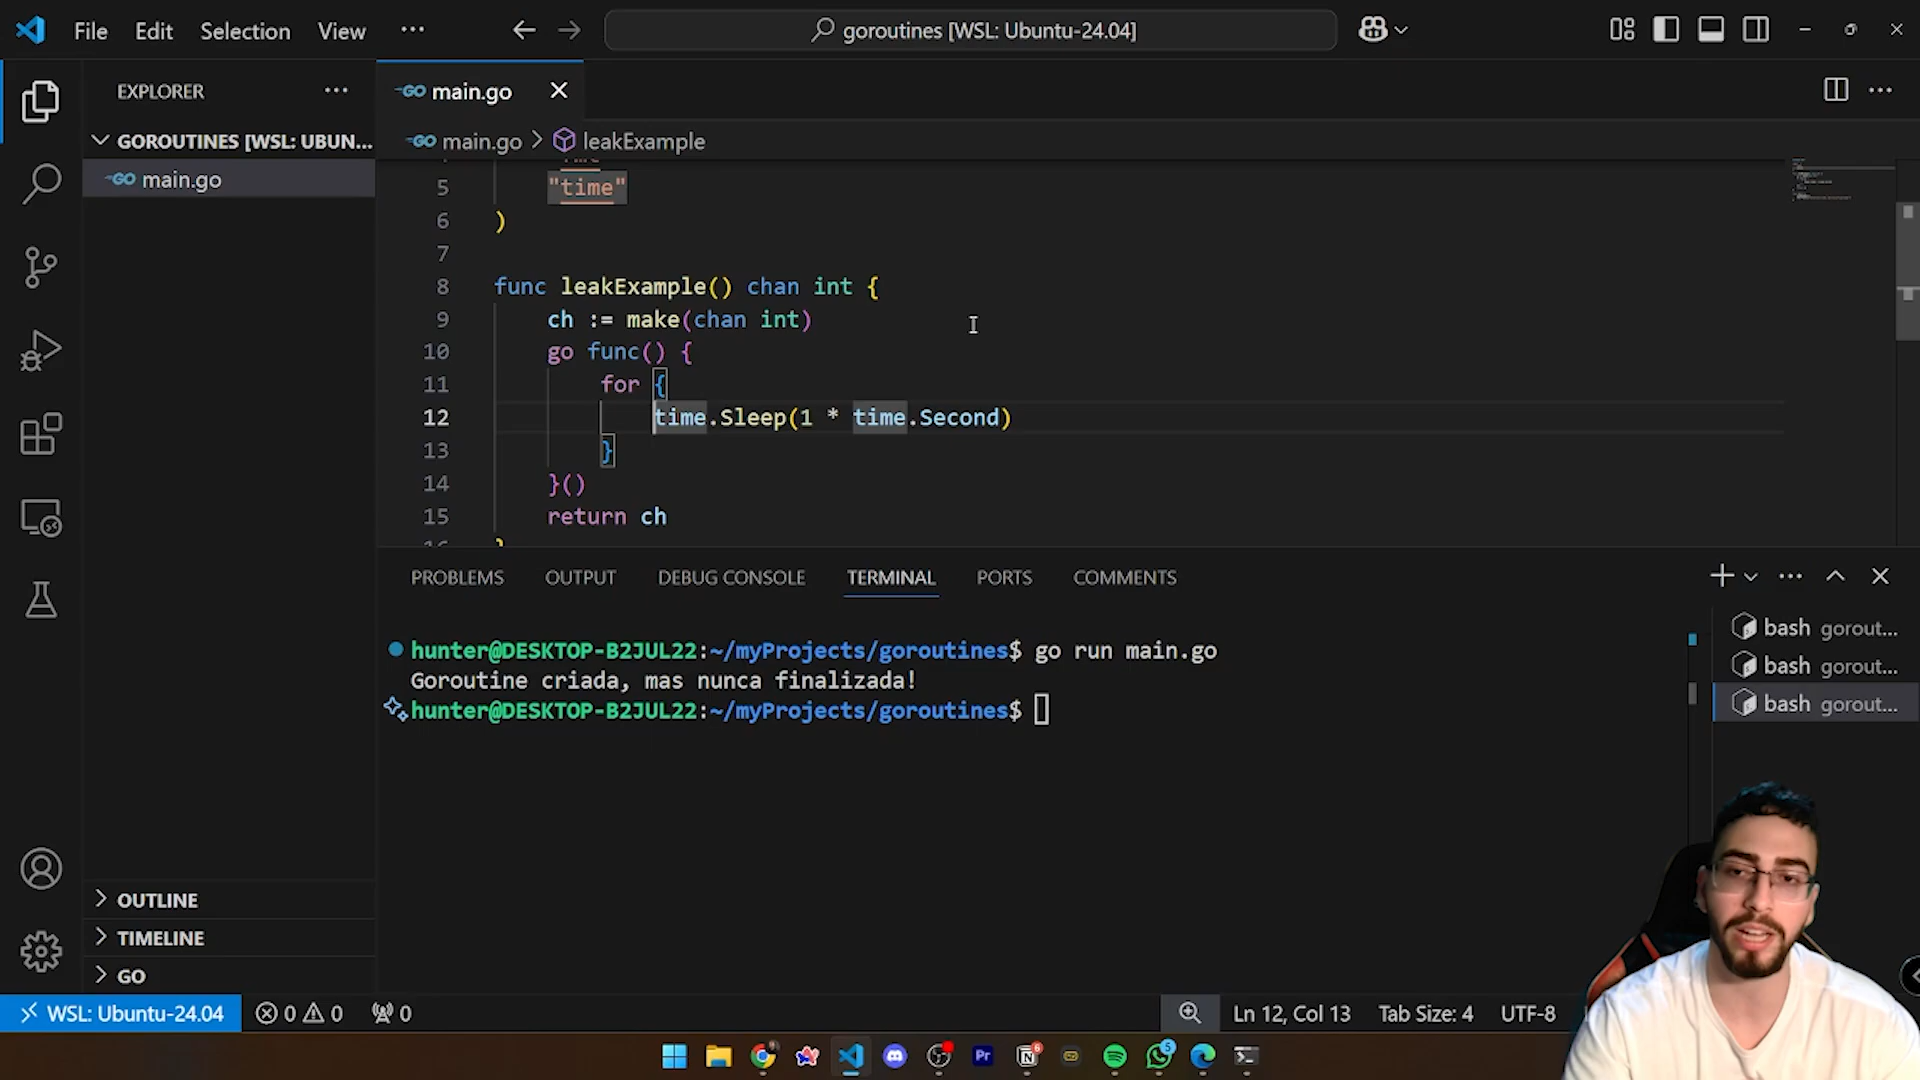 File Edit Selection View ...
goroutines [WSL: Ubuntu-24.04]
EXPLORER
GOROUTINES [WSL: UBUN...
main.go
OUTLINE
TIMELINE
GO
main.go
main.go > leakExample
5 "time"
6 )
7
8 func leakExample() chan int {
9 ch := make(chan int)
10 go func() {
11 for {
12 time.Sleep(1 * time.Second)
13 }
14 }()
15 return ch
PROBLEMS OUTPUT DEBUG CONSOLE TERMINAL PORTS COMMENTS
hunter@DESKTOP-B2JUL22:~/myProjects/goroutines$ go run main.go
Goroutine criada, mas nunca finalizada!
hunter@DESKTOP-B2JUL22:~/myProjects/goroutines$
bash gorout...
bash gorout...
bash gorout...
WSL: Ubuntu-24.04 0 0 0
Ln 12, Col 13 Tab Size: 4 UTF-8
Pr
6
5